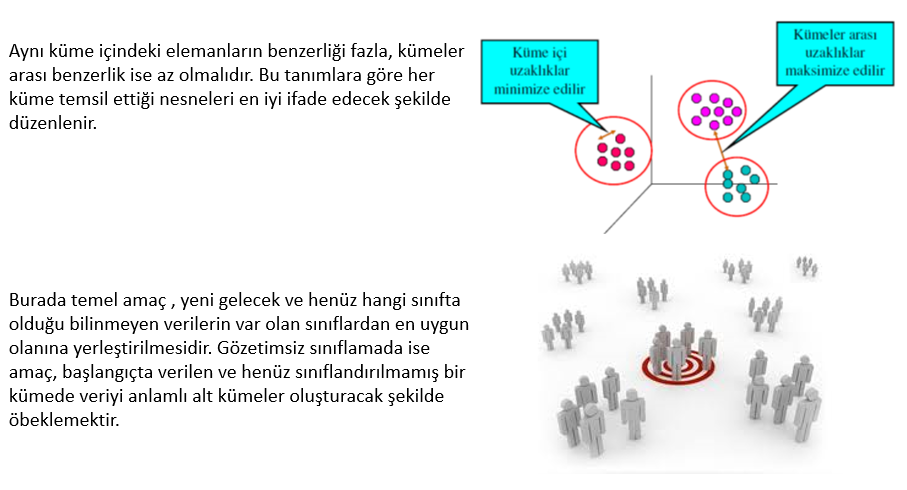 Aynı küme içindeki elemanların benzerliği fazla, kümeler
arası benzerlik ise az olmalıdır. Bu tanımlara göre her
küme temsil ettiği nesneleri en iyi ifade edecek şekilde
düzenlenir.
Küme içi
uzaklıklar
minimize edilir
Kümeler arası
uzaklıklar
maksimize edilir
Burada temel amaç , yeni gelecek ve henüz hangi sınıfta
olduğu bilinmeyen verilerin var olan sınıflardan en uygun
olanına yerleştirilmesidir. Gözetimsiz sınıflamada ise
amaç, başlangıçta verilen ve henüz sınıflandırılmamış bir
kümede veriyi anlamlı alt kümeler oluşturacak şekilde
öbeklemektir.